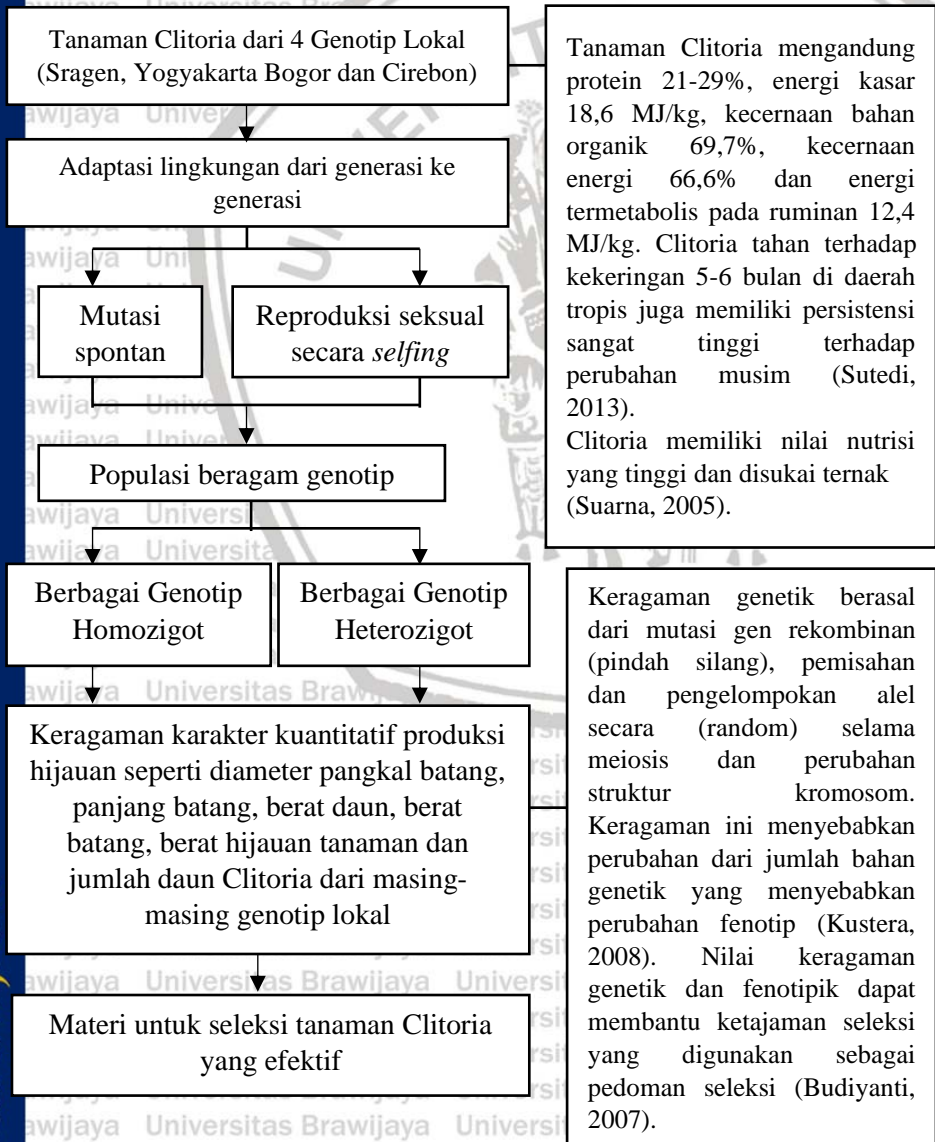 Tanaman Clitoria dari 4 Genotip Lokal
(Sragen, Yogyakarta Bogor dan Cirebon)
Adaptasi lingkungan dari generasi ke
generasi
Mutasi
spontan
Reproduksi seksual
secara selfing
Populasi beragam genotip
Berbagai Genotip
Homozigot
Berbagai Genotip
Heterozigot
Keragaman karakter kuantitatif produksi
hijauan seperti diameter pangkal batang,
panjang batang, berat daun, berat
batang, berat hijauan tanaman dan
jumlah daun Clitoria dari masing-
masing genotip lokal
Materi untuk seleksi tanaman Clitoria
yang efektif
Tanaman Clitoria mengandung
protein 21-29%, energi kasar
18,6 MJ/kg, kecernaan bahan
organik 69,7%, kecernaan
energi 66,6% dan energi
termetabolis pada ruminan 12,4
MJ/kg. Clitoria tahan terhadap
kekeringan 5-6 bulan di daerah
tropis juga memiliki persistensi
sangat tinggi terhadap
perubahan musim (Sutedi,
2013).
Clitoria memiliki nilai nutrisi
yang tinggi dan disukai ternak
(Suarna, 2005).
Keragaman genetik berasal
dari mutasi gen rekombinan
(pindah silang), pemisahan
dan pengelompokan alel
secara (random) selama
meiosis dan perubahan
struktur kromosom.
Keragaman ini menyebabkan
perubahan dari jumlah bahan
genetik yang menyebabkan
perubahan fenotip (Kustera,
2008). Nilai keragaman
genetik dan fenotipik dapat
membantu ketajaman seleksi
yang digunakan sebagai
pedoman seleksi (Budiyanti,
2007).
Universitas Brawijaya